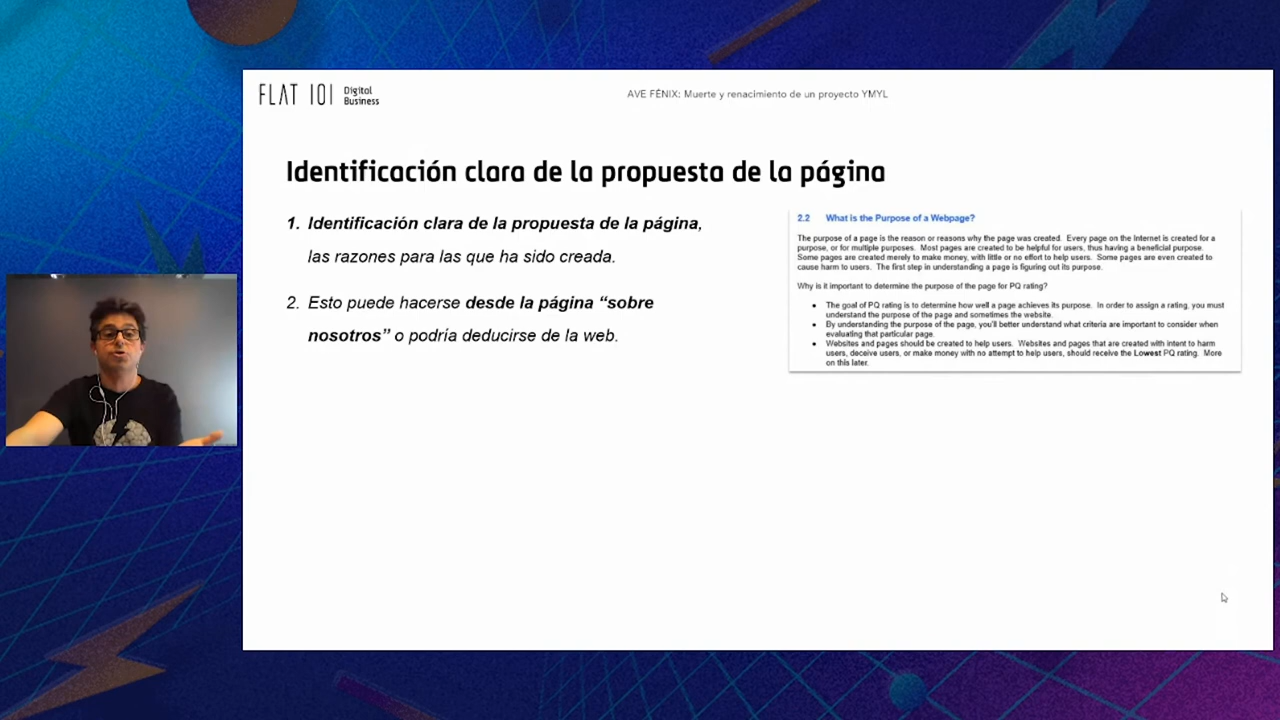 FLAT 101 Digital Business
AVE FÉNIX: Muerte y renacimiento de un proyecto YMYL
Identificación clara de la propuesta de la página
1. Identificación clara de la propuesta de la página,
las razones para las que ha sido creada.
2. Esto puede hacerse desde la página “sobre
nosotros” o podría deducirse de la web.
2.2 What is the Purpose of a Webpage?
The purpose of a page is the reason or reasons why the page was created. Every page on the Internet is created for a
purpose, or for multiple purposes. Most pages are created to be helpful for users, thus having a beneficial purpose.
Some pages are created merely to make money, with little or no effort to help users. Some pages are even created to
cause harm to users. The first step in understanding a page is figuring out its purpose.
Why is it important to determine the purpose of the page for PQ rating?
• The goal of PQ rating is to determine how well a page achieves its purpose. In order to assign a rating, you must
understand the purpose of the page and sometimes the website.
• By understanding the purpose of the page, you'll better understand what criteria are important to consider when
evaluating that particular page.
• Websites and pages should be created to help users. Websites and pages that are created with intent to harm
users, deceive users, or make money with no attempt to help users, should receive the Lowest PQ rating. More
on this later.